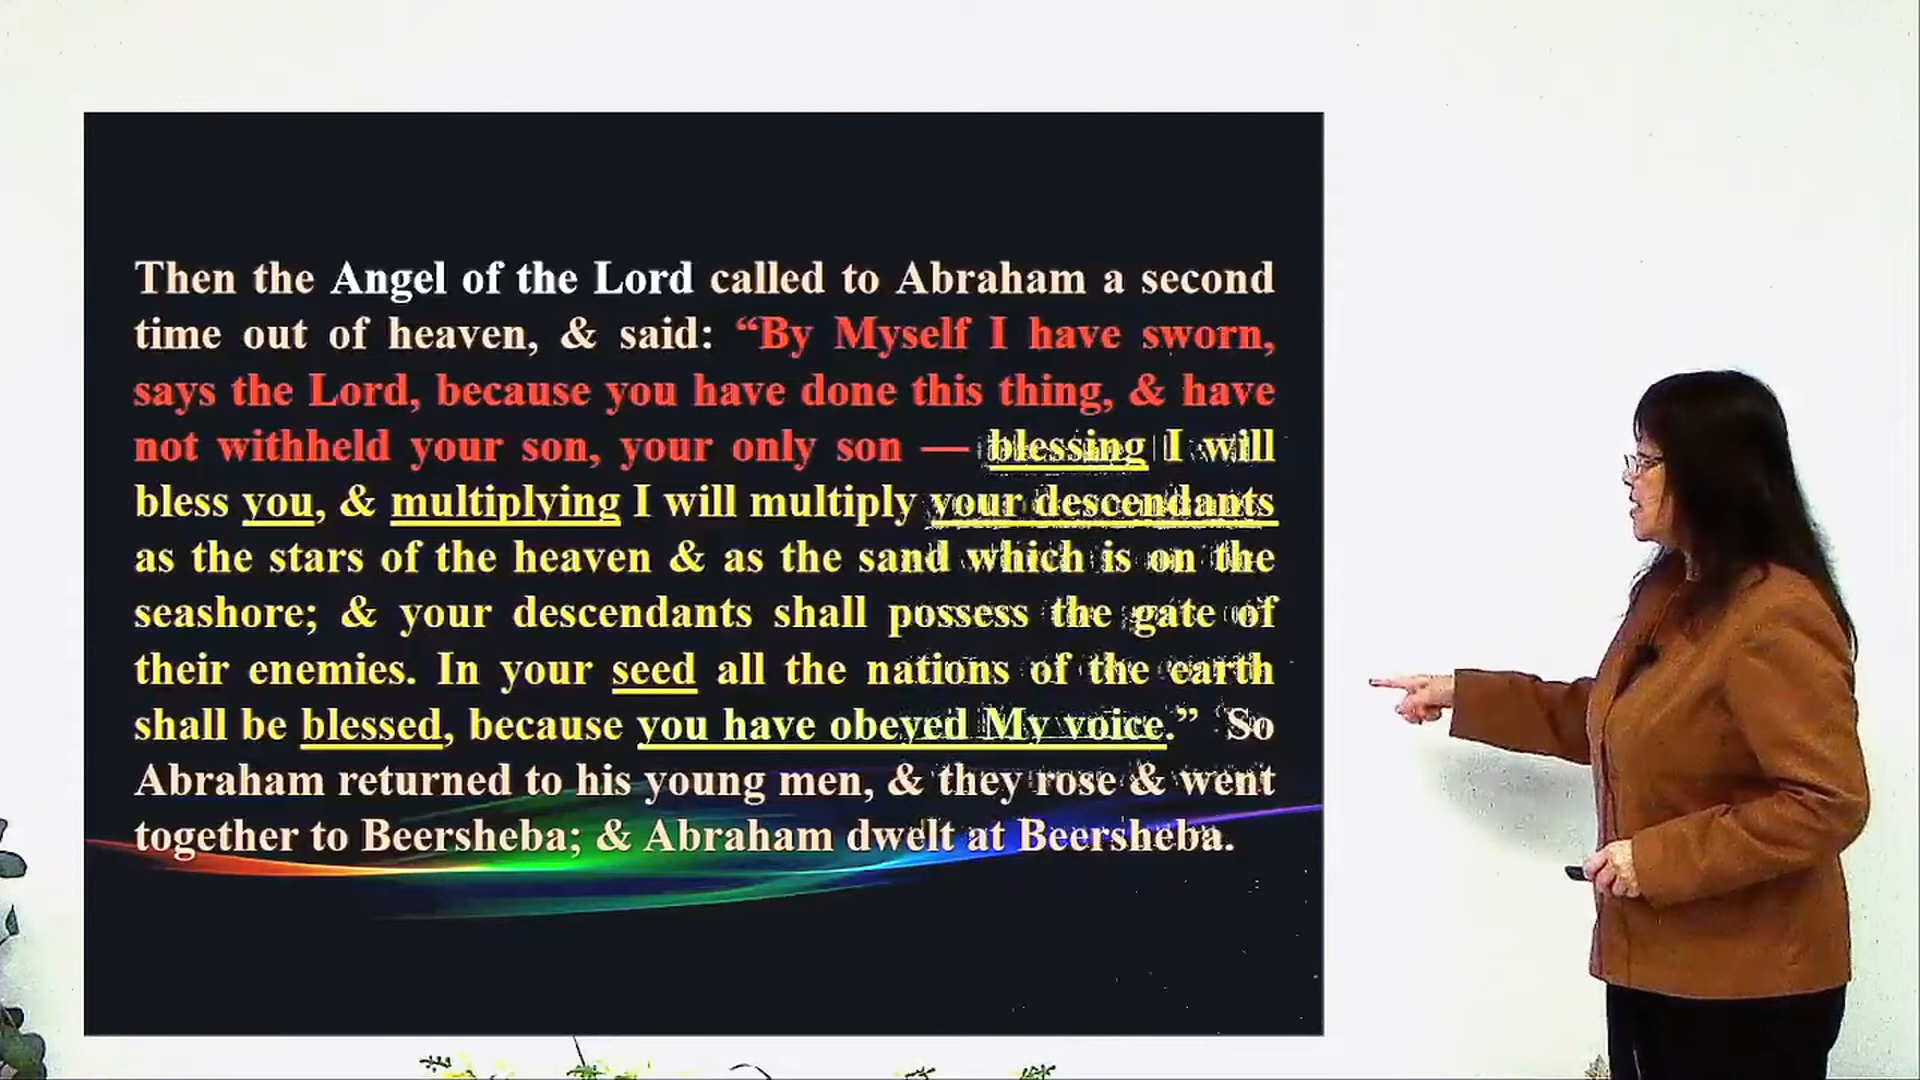 Then the Angel of the Lord called to Abraham a second
time out of heaven, & said: “By Myself I have sworn,
says the Lord, because you have done this thing, & have
not withheld your son, your only son — blessing I will
bless you, & multiplying I will multiply your descendants
as the stars of the heaven & as the sand which is on the
seashore; & your descendants shall possess the gate of
their enemies. In your seed all the nations of the earth
shall be blessed, because you have obeyed My voice.” So
Abraham returned to his young men, & they rose & went
together to Beersheba; & Abraham dwelt at Beersheba.